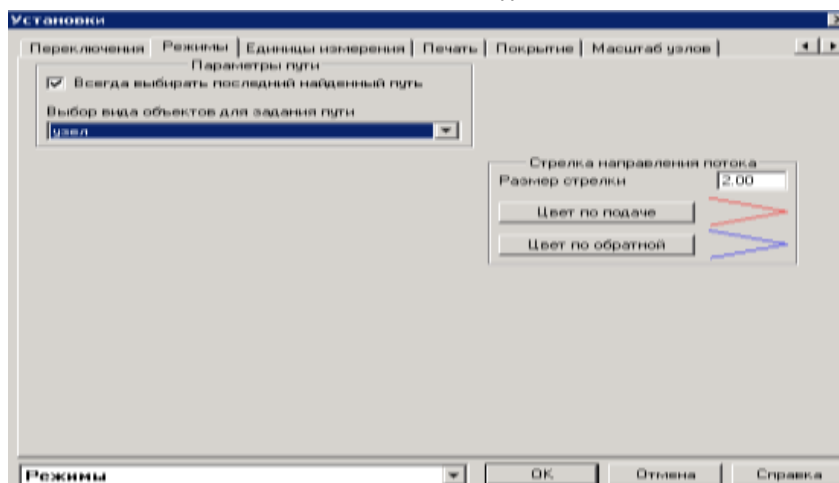 Установки
Переключения Режимы Единицы измерения Печать Покрытие Масштаб узлов
Параметры пути
Всегда выбирать последний найденный путь
Выбор вида объектов для задания пути
узел
Стрелка направления потока
Размер стрелки 2.00
Цвет по подаче
Цвет по обратной
Режимы OK Отмена Справка